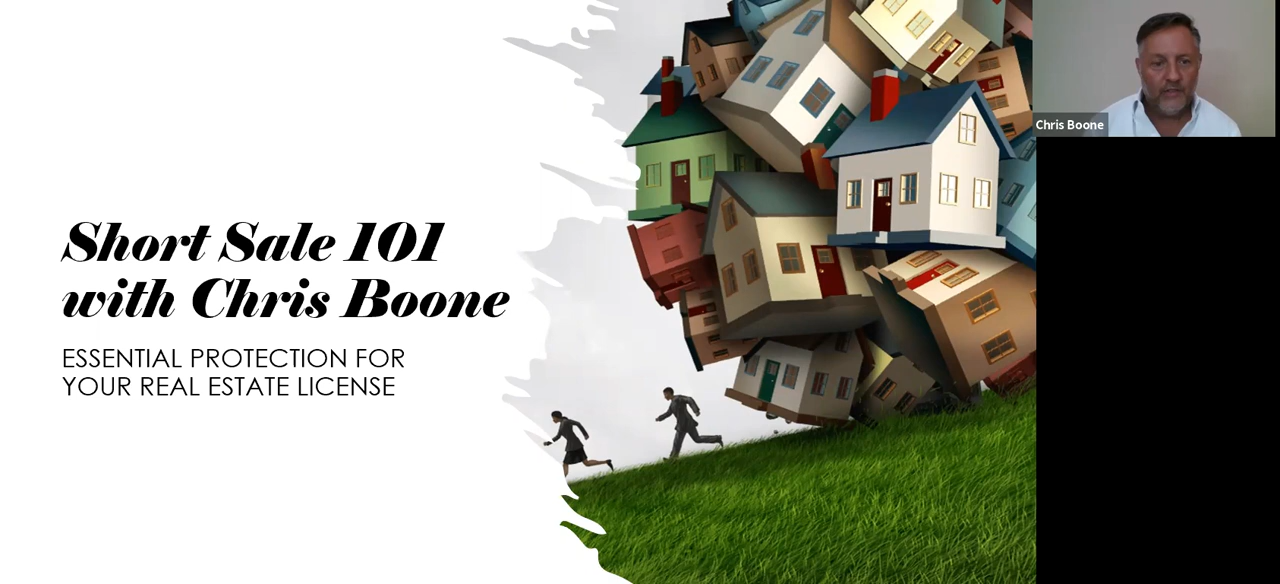 Short Sale 101
with Chris Boone
ESSENTIAL PROTECTION FOR
YOUR REAL ESTATE LICENSE
Chris Boone